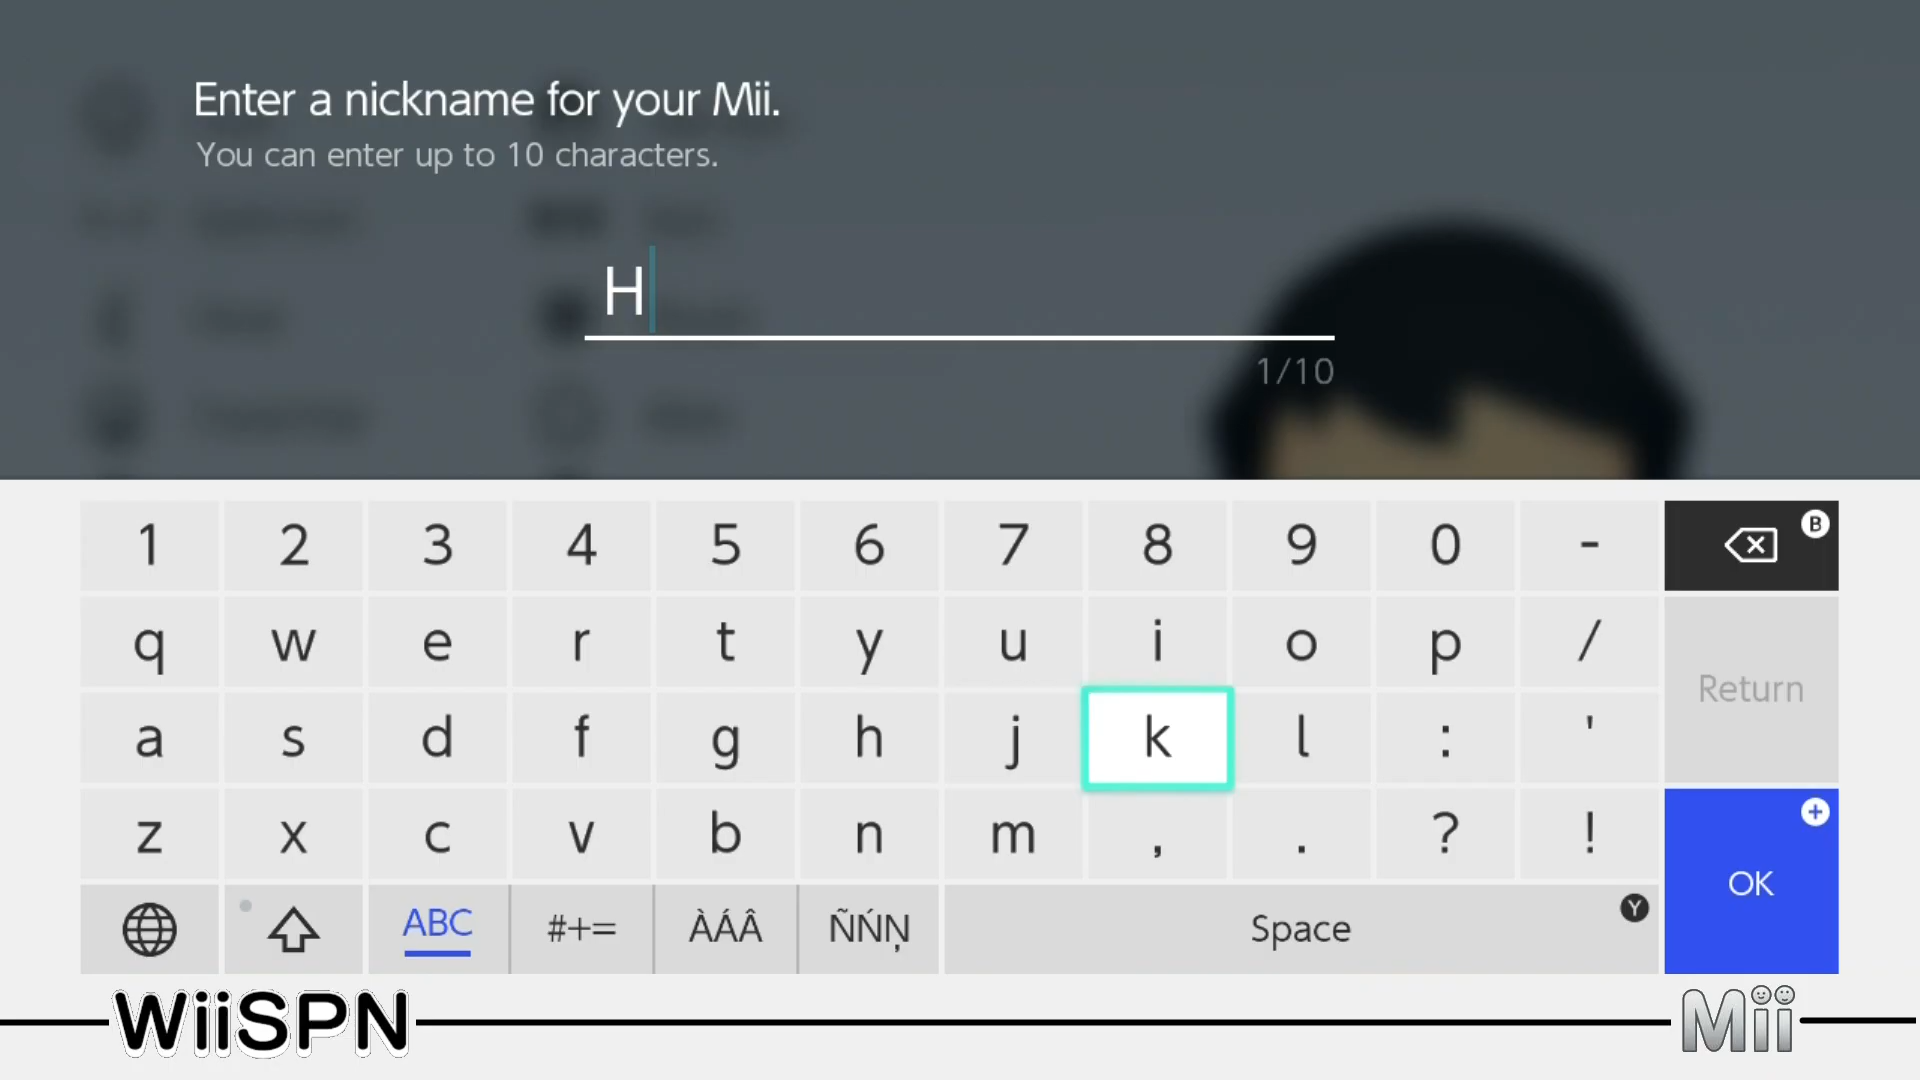 Enter a nickname for your Mii.
You can enter up to 10 characters.
H
1/10
1 2 3 4 5 6 7 8 9 0 - B
q w e r t y u i o p /
Return
a s d f g h j k l : '
z x c v b n m , . ? ! +
OK
ABC #+= ÀÁÂ ÑŃŅ Space Y
WiiSPN Mii